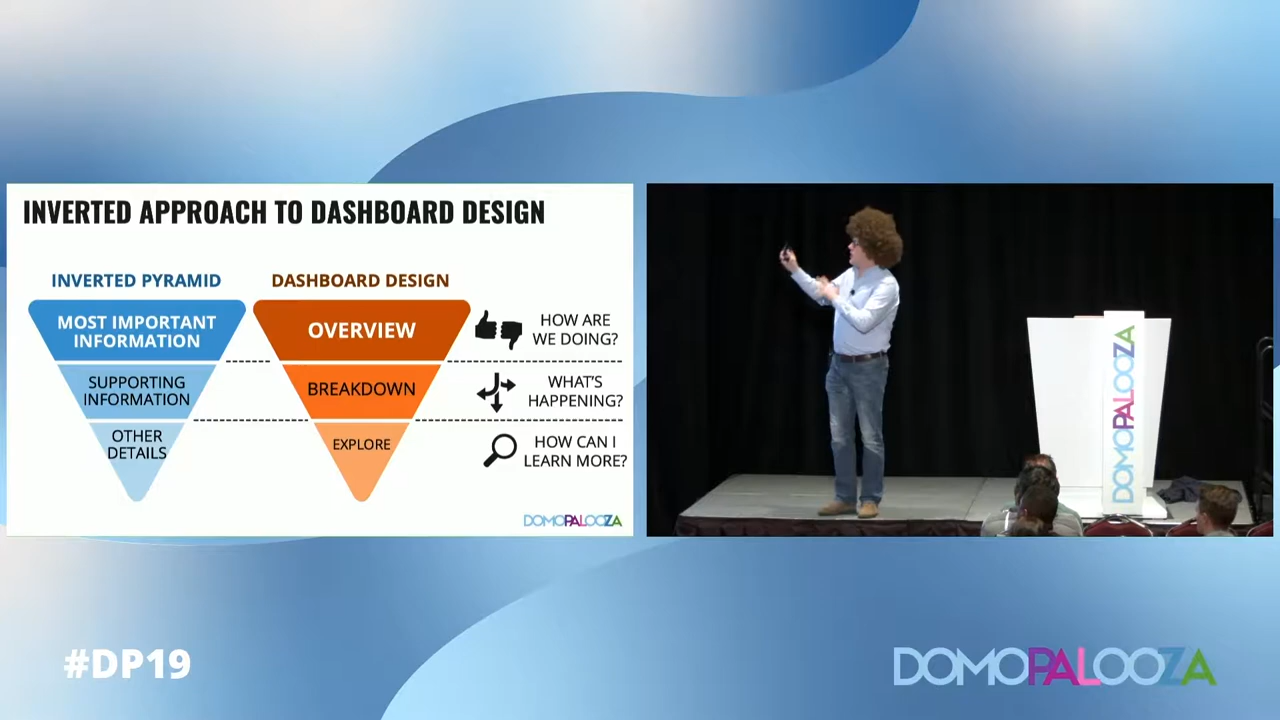 INVERTED APPROACH TO DASHBOARD DESIGN
INVERTED PYRAMID
DASHBOARD DESIGN
MOST IMPORTANT
INFORMATION
OVERVIEW
HOW ARE
WE DOING?
SUPPORTING
INFORMATION
BREAKDOWN
WHAT'S
HAPPENING?
OTHER
DETAILS
EXPLORE
HOW CAN I
LEARN MORE?
DOMOPALOOZA
DOMOPALOOZA
#DP19
DOMOPALOOZA